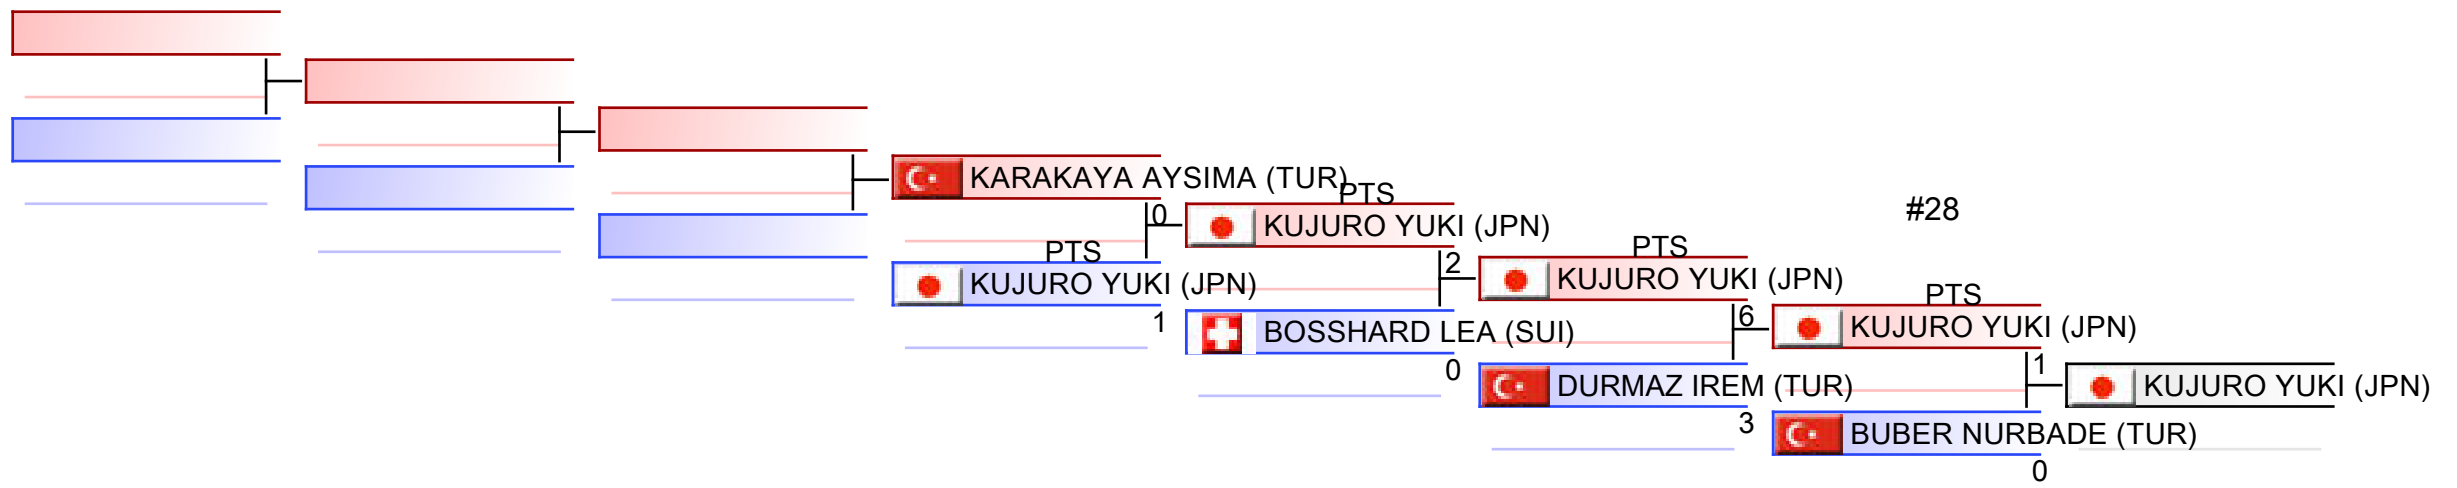 KARAKAYA AYSIMA (TUR)
0
PTS
KUJURO YUKI (JPN)
1
PTS
KUJURO YUKI (JPN)
2
BOSSHARD LEA (SUI)
0
PTS
KUJURO YUKI (JPN)
6
DURMAZ IREM (TUR)
3
#28
PTS
KUJURO YUKI (JPN)
1
BUBER NURBADE (TUR)
0
KUJURO YUKI (JPN)